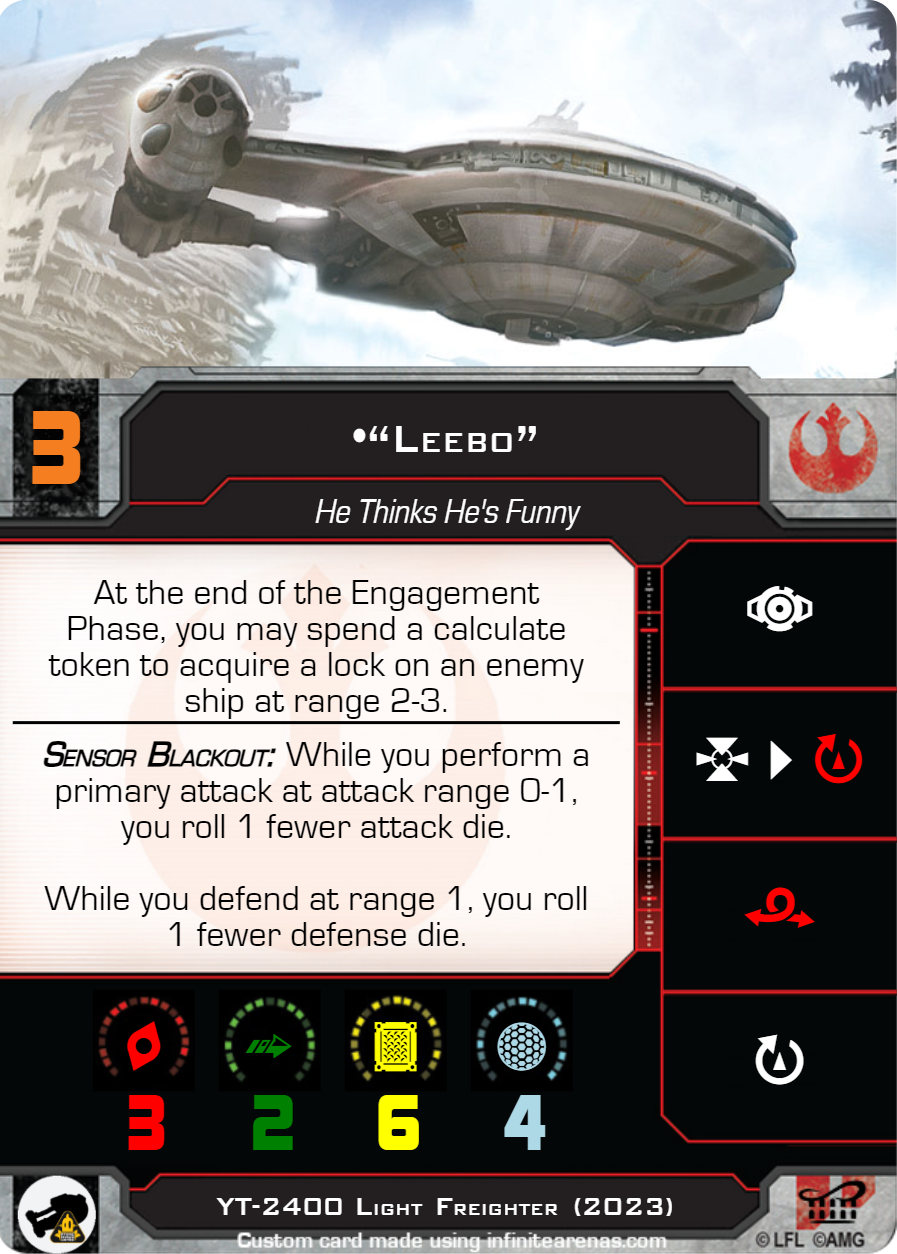 3
•“Leebo”
He Thinks He's Funny
At the end of the Engagement
Phase, you may spend a calculate
token to acquire a lock on an enemy
ship at range 2-3.
Sensor Blackout: While you perform a
primary attack at attack range 0-1,
you roll 1 fewer attack die.
While you defend at range 1, you roll
1 fewer defense die.
3 2 6 4
YT-2400 Light Freighter (2023)
Custom card made using infinitearenas.com
© LFL ©AMG